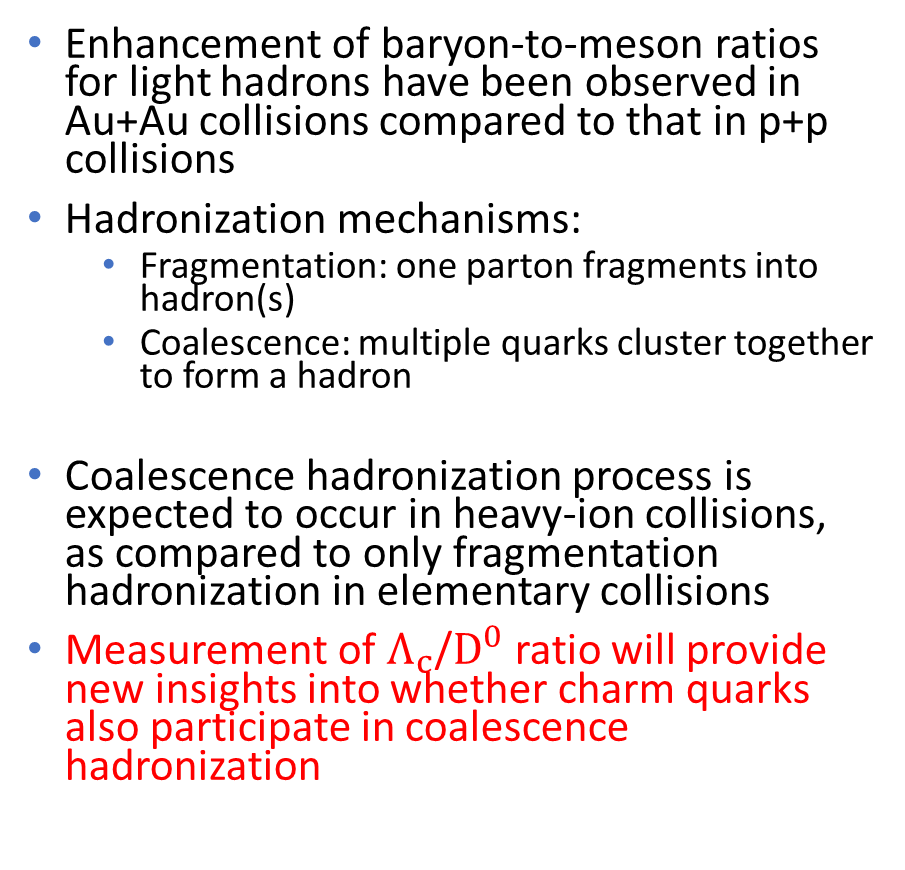 • Enhancement of baryon-to-meson ratios
for light hadrons have been observed in
Au+Au collisions compared to that in p+p
collisions
• Hadronization mechanisms:
• Fragmentation: one parton fragments into
hadron(s)
• Coalescence: multiple quarks cluster together
to form a hadron
• Coalescence hadronization process is
expected to occur in heavy-ion collisions,
as compared to only fragmentation
hadronization in elementary collisions
• Measurement of Λc/D⁰ ratio will provide
new insights into whether charm quarks
also participate in coalescence
hadronization